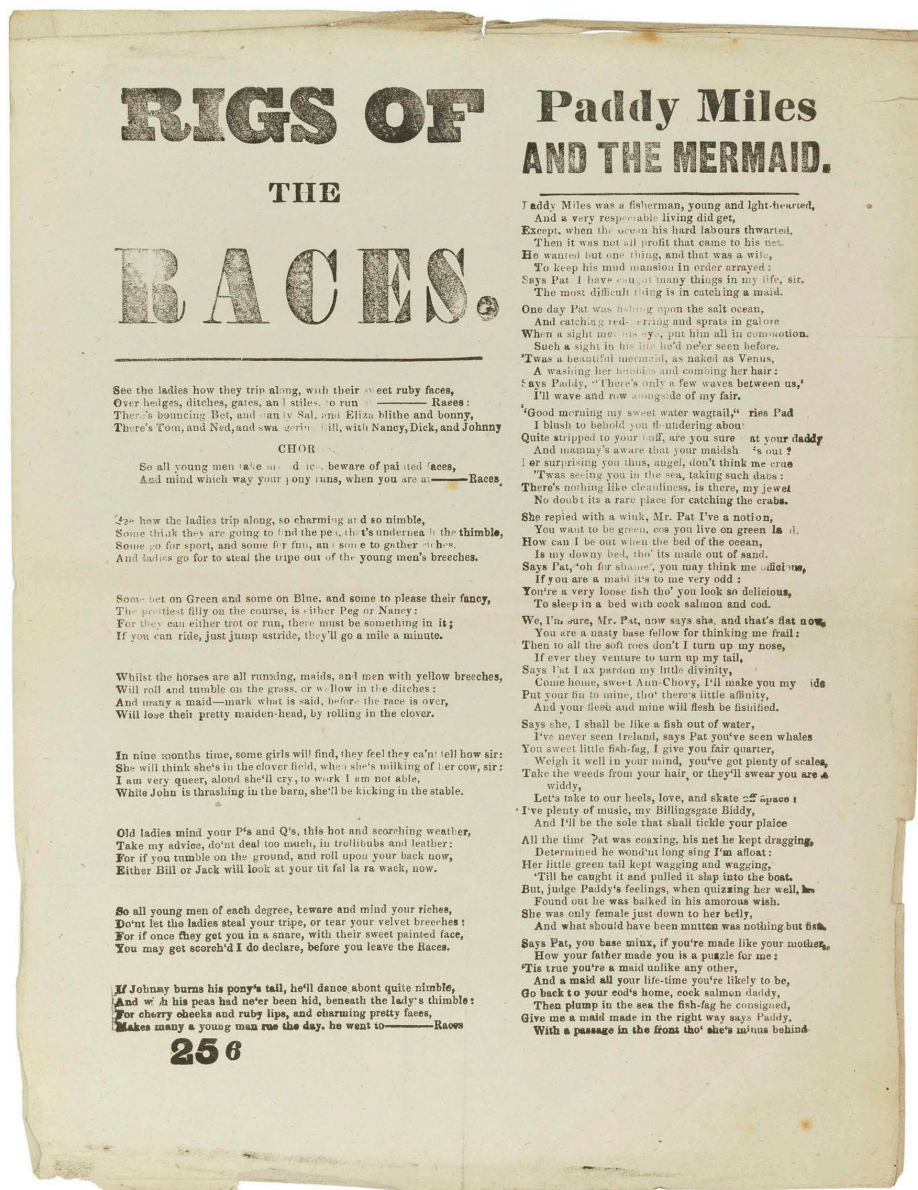 RIGS OF
THE
RACES.
See the ladies how they trip along, with their sweet ruby faces,
Over hedges, ditches, gates, and stiles, to run ——— Races:
There's bouncing Bet, and Sal, and Eliza blithe and bonny,
There's Tom, and Ned, and Bill, with Nancy, Dick, and Johnny
CHOR
So all young men beware of painted faces,
And mind which way your pony runs, when you are at———Races,
See how the ladies trip along, so charming and so nimble,
Some think they are going to find the pea, that's underneath the thimble,
Some go for sport, and some for fun, and some to gather riches.
And ladies go for to steal the tripe out of the young men's breeches.
Some bet on Green and some on Blue, and some to please their fancy,
The prettiest filly on the course, is either Peg or Nancy:
For they can either trot or run, there must be something in it;
If you can ride, just jump astride, they'll go a mile a minute.
Whilst the horses are all running, maids, and men with yellow breeches,
Will roll and tumble on the grass, or wallow in the ditches:
And many a maid—mark what is said, before the race is over,
Will lose their pretty maiden-head, by rolling in the clover.
In nine months time, some girls will find, they feel they ca'nt tell how sir:
She will think she's in the clover field, when she's milking of her cow, sir:
I am very queer, aloud she'll cry, to work I am not able,
While John is thrashing in the barn, she'll be kicking in the stable.
Old ladies mind your P's and Q's, this hot and scorching weather,
Take my advice, do'nt deal too much, in trollibubs and leather:
For if you tumble on the ground, and roll upon your back now,
Either Bill or Jack will look at your tit fal la ra wack, now.
So all young men of each degree, beware and mind your riches,
Do'nt let the ladies steal your tripe, or tear your velvet breeches:
For if once they get you in a snare, with their sweet painted face,
You may get scorch'd I do declare, before you leave the Races.
If Johnny burns his pony's tail, he'll dance abont quite nimble,
And wish his peas had ne'er been hid, beneath the lady's thimble:
For cherry cheeks and ruby lips, and charming pretty faces,
Makes many a young man rue the day, he went to———Races
25 6
Paddy Miles
AND THE MERMAID.
Paddy Miles was a fisherman, young and lght-hearted,
And a very respectable living did get,
Except, when the ocean his hard labours thwarted,
Then it was not all profit that came to his net.
He wanted but one thing, and that was a wife,
To keep his mud mansion in order arrayed:
Says Pat I have caught many things in my life, sir.
The most difficult thing is in catching a maid.
One day Pat was fishing upon the salt ocean,
And catching red-herring and sprats in galore
When a sight met his eye, put him all in commotion.
Such a sight in his life he'd ne'er seen before.
'Twas a beautiful mermaid, as naked as Venus,
A washing her bubbies and combing her hair:
Says Paddy, "There's only a few waves between us,'
I'll wave and row alongside of my fair.
'Good morning my sweet water wagtail," ries Pad
I blush to behold you floundering about
Quite stripped to your buff, are you sure at your daddy
And mammy's aware that your maidsh 's out?
er surprising you thus, angel, don't think me crue
'Twas seeing you in the sea, taking such dabs:
There's nothing like cleanliness, is there, my jewel
No doubt its a rare place for catching the crabs.
She repied with a wink, Mr. Pat I've a notion,
You want to be green, cos you live on green la d.
How can I be out when the bed of the ocean,
Is my downy bed, tho' its made out of sand.
Says Pat, "oh for shame', you may think me officious,
If you are a maid it's to me very odd:
You're a very loose fish tho' you look so delicious,
To sleep in a bed with cock salmon and cod.
We, I'm sure, Mr. Pat, now says she, and that's flat now,
You are a nasty base fellow for thinking me frail:
Then to all the soft roes don't I turn up my nose,
If ever they venture to turn up my tail,
Says Pat I ax pardon my little divinity,
Come home, sweet Ann-Chovy, I'll make you my ide
Put your fin to mine, tho' there's little affinity,
And your flesh and mine will flesh be fishified.
Says she, I shall be like a fish out of water,
I've never seen Ireland, says Pat you've seen whales
You sweet little fish-fag, I give you fair quarter,
Weigh it well in your mind, you've got plenty of scales,
Take the weeds from your hair, or they'll swear you are a
widdy,
Let's take to our heels, love, and skate off apace:
I've plenty of music, my Billingsgate Biddy,
And I'll be the sole that shall tickle your plaice
All the time Pat was coaxing, his net he kept dragging,
Determined he wond'nt long sing I'm afloat:
Her little green tail kept wagging and wagging,
'Till he caught it and pulled it slap into the boat.
But, judge Paddy's feelings, when quizzing her well, he
Found out he was balked in his amorous wish.
She was only female just down to her belly,
And what should have been mutton was nothing but fish,
Says Pat, you base minx, if you're made like your mother,
How your father made you is a puzzle for me:
'Tis true you're a maid unlike any other,
And a maid all your life-time you're likely to be,
Go back to your cod's home, cock salmon daddy,
Then plump in the sea the fish-fag he consigned,
Give me a maid made in the right way says Paddy,
With a passage in the front tho' she's minus behind